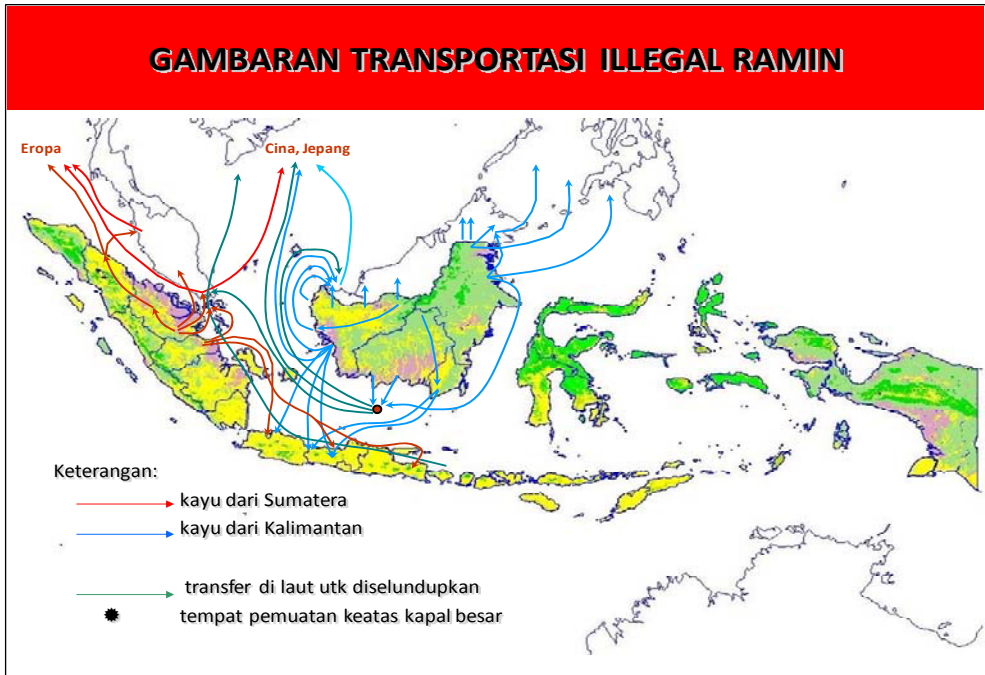 GAMBARAN TRANSPORTASI ILLEGAL RAMIN
Eropa
Cina, Jepang
Keterangan:
kayu dari Sumatera
kayu dari Kalimantan
transfer di laut utk diselundupkan
tempat pemuatan keatas kapal besar